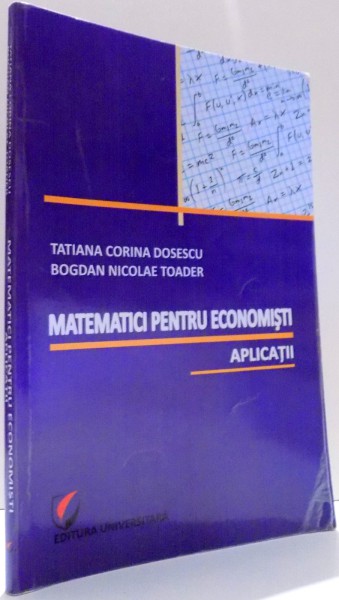 TATIANA CORINA DOSESCU
BOGDAN NICOLAE TOADER
MATEMATICI PENTRU ECONOMIȘTI
APLICAȚII
EDITURA UNIVERSITARĂ
MATEMATICI PENTRU ECONOMIȘTI